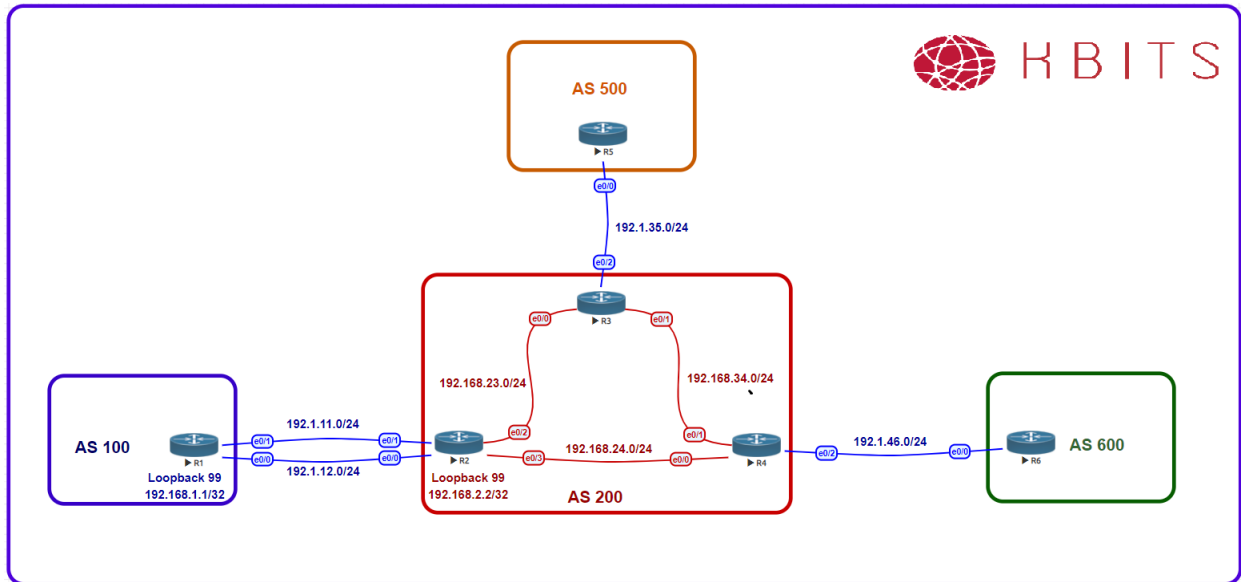 KBITS
AS 500
R5
e0/0
192.1.35.0/24
e0/2
R3
e0/0
e0/1
192.168.23.0/24
192.168.34.0/24
AS 100
192.1.11.0/24
e0/1
e0/1
R1
e0/0
e0/0
192.1.12.0/24
Loopback 99
192.168.1.1/32
e0/2
R2
e0/3
Loopback 99
192.168.2.2/32
192.168.24.0/24
AS 200
e0/1
e0/0
R4
e0/2
192.1.46.0/24
e0/0
R6
AS 600